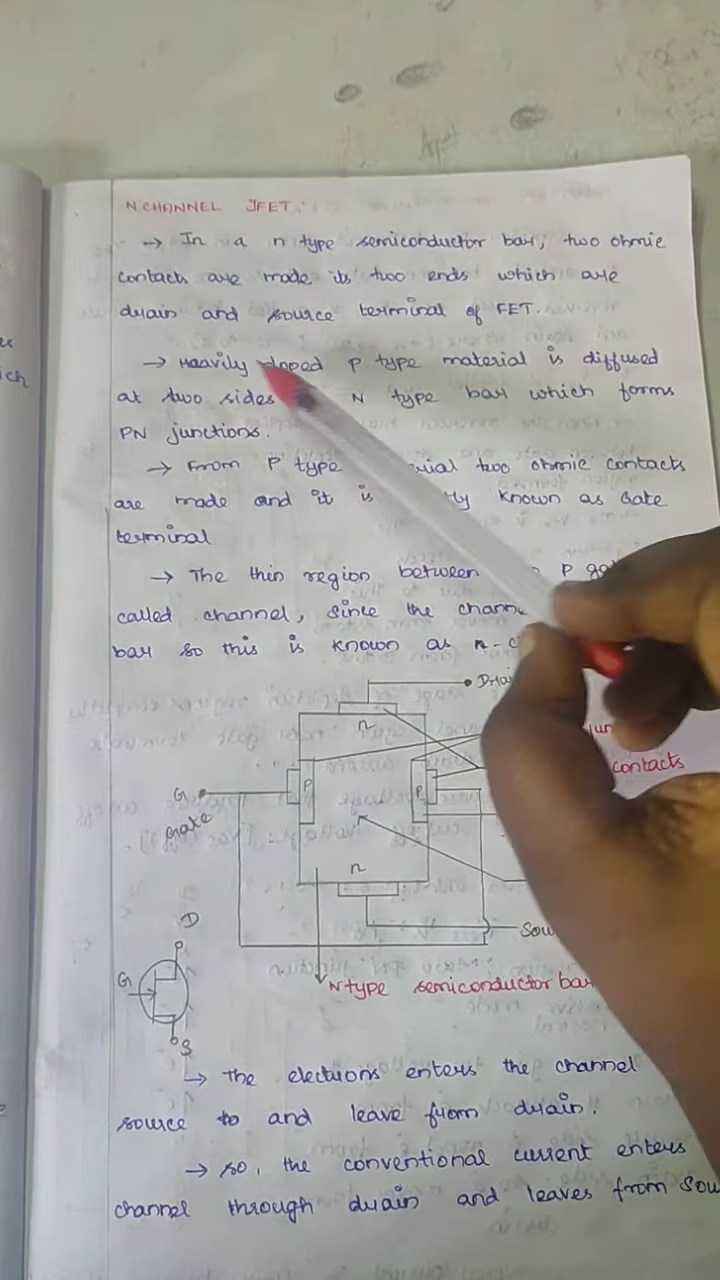 N CHANNEL JFET:
→ In a n type semiconductor bar, two ohmic
contacts are made its two ends which are
drain and source terminal of FET.
→ Heavily doped P type material is diffused
at two sides N type bar which forms
PN junctions.
→ From P type two ohmic contacts
are made and it is known as Gate
terminal
→ The thin region between P
called channel, since the
bar so this is known as n-
Drai
n
contacts
P
P
G
Gate
n
Sou
D
G
S
N type semiconductor bar
→ The electrons enters the channel
source to and leave from drain.
→ so, the conventional current enters
channel through drain and leaves from Sou